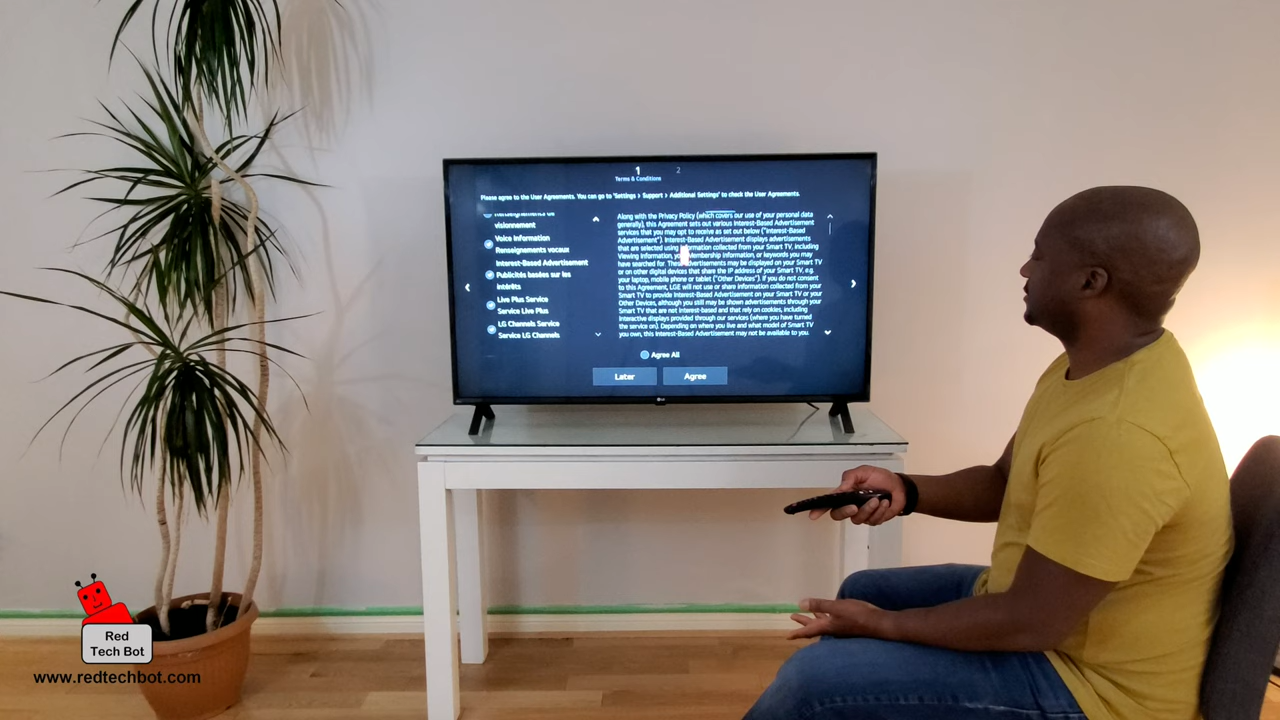 1
2
Terms & Conditions
Please agree to the User Agreements. You can go to 'Settings > Support > Additional Settings' to check the User Agreements.
visionnement
Voice Information
Renseignements vocaux
Interest-Based Advertisement
Publicités basées sur les
intérêts
Live Plus Service
Service Live Plus
LG Channels Service
Service LG Channels
Along with the Privacy Policy (which covers our use of your personal data
generally), this Agreement sets out various Interest-Based Advertisement
services that you may opt to receive as set out below ("Interest-Based
Advertisement"). Interest-Based Advertisement displays advertisements
that are selected using information collected from your Smart TV, including
Viewing Information, your Membership Information, or keywords you may
have searched for. These advertisements may be displayed on your Smart TV
or on other digital devices that share the IP address of your Smart TV, e.g.
your laptop, mobile phone or tablet ("Other Devices"). If you do not consent
to this Agreement, LGE will not use or share information collected from your
Smart TV to provide Interest-Based Advertisement on your Smart TV or your
Other Devices, although you still may be shown advertisements through your
Smart TV that are not interest-based and that rely on cookies, including
interactive displays provided through our services (where you have turned
the service on). Depending on where you live and what model of Smart TV
you own, this Interest-Based Advertisement may not be available to you.
Agree All
Later
Agree
LG
Red
Tech Bot
www.redtechbot.com